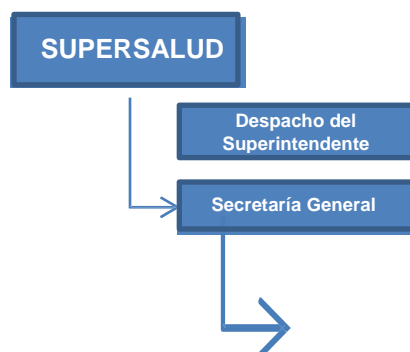 SUPERSALUD
Despacho del
Superintendente
Secretaría General